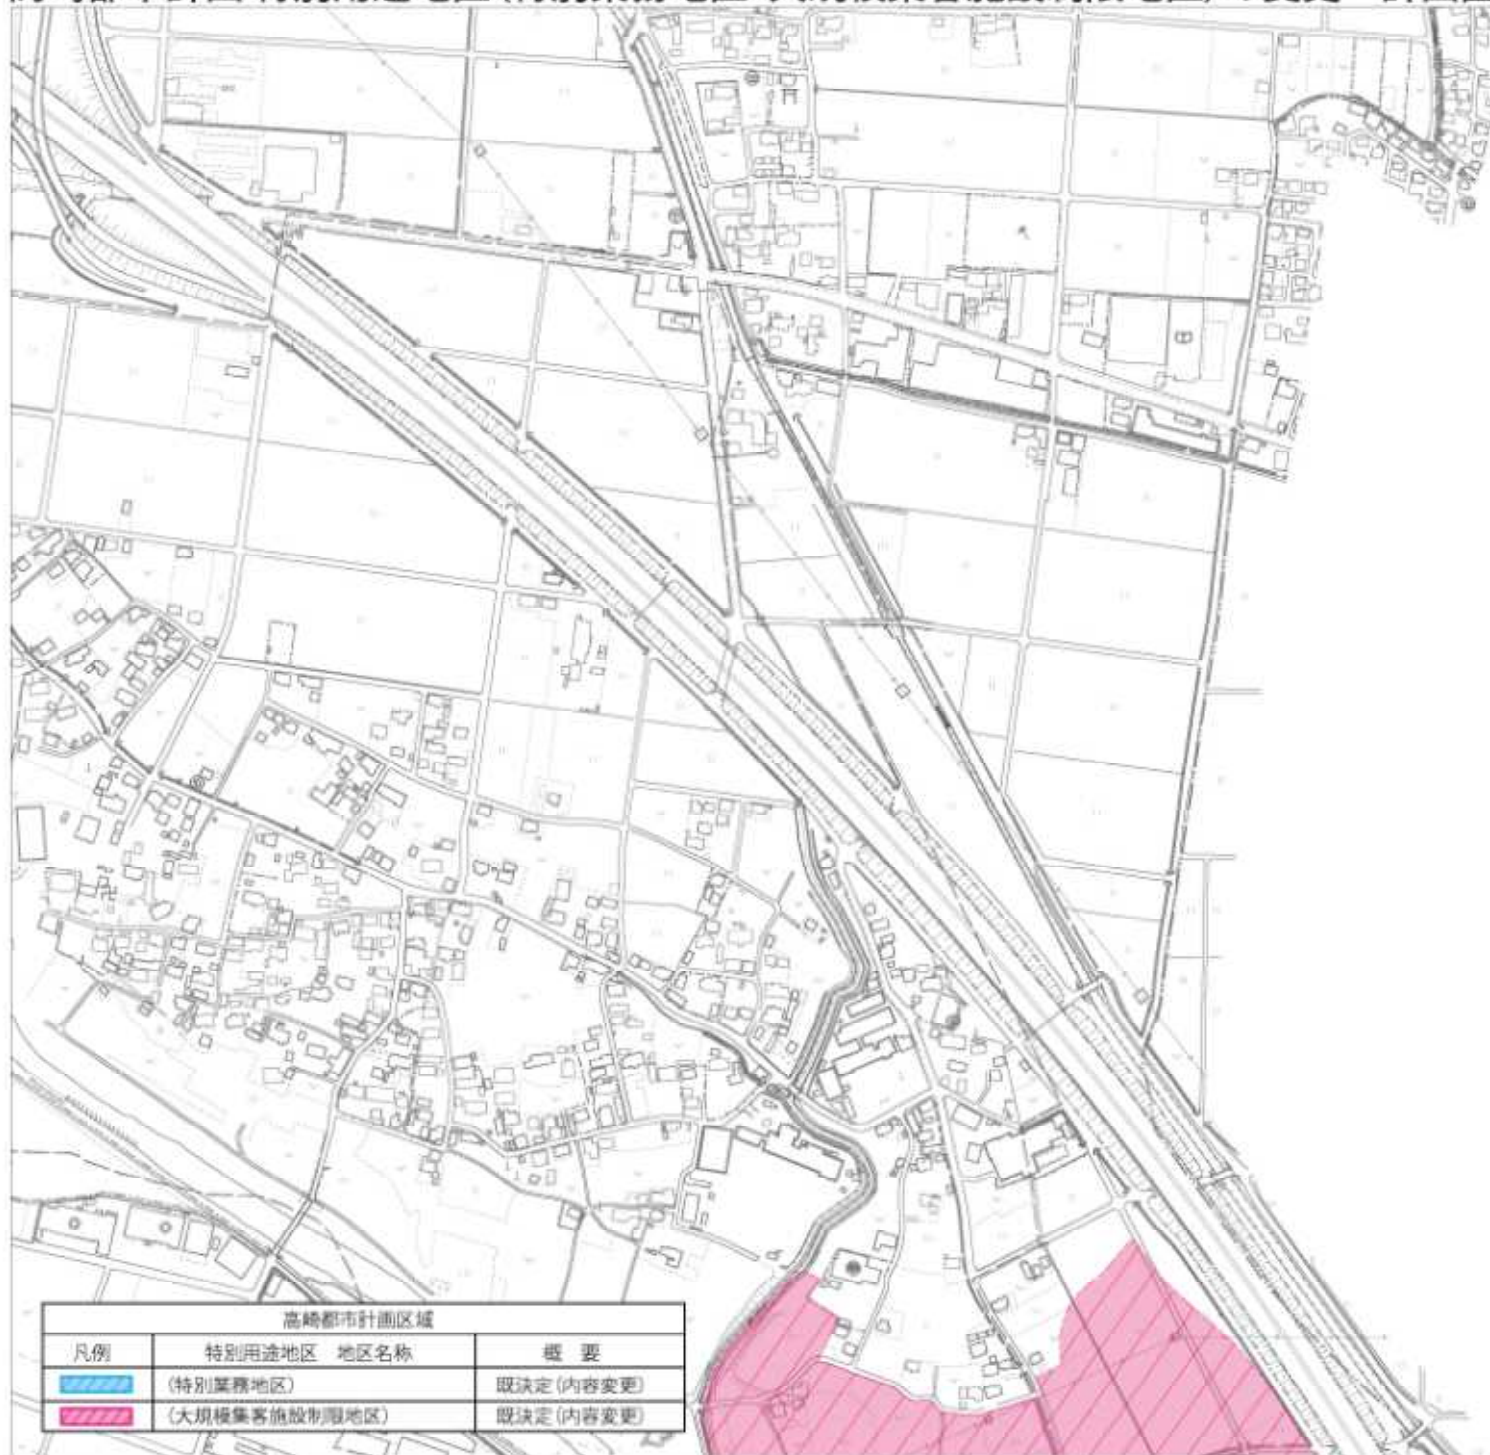 高崎都市計画区域
凡例 特別用途地区 地区名称 概 要
(特別業務地区) 既決定(内容変更)
(大規模集客施設制限地区) 既決定(内容変更)